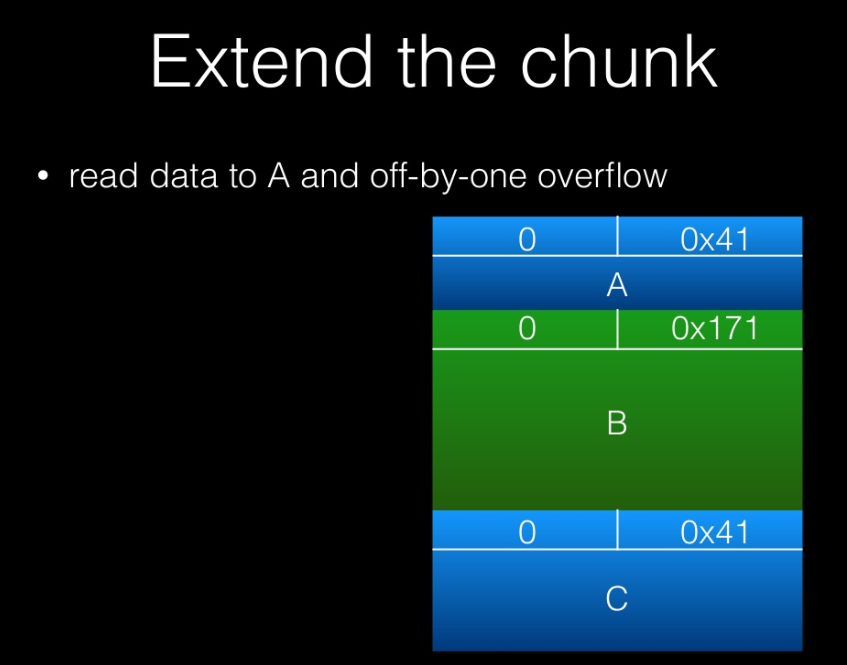 Extend the chunk
• read data to A and off-by-one overflow
0 0x41
A
0 0x171
B
0 0x41
C